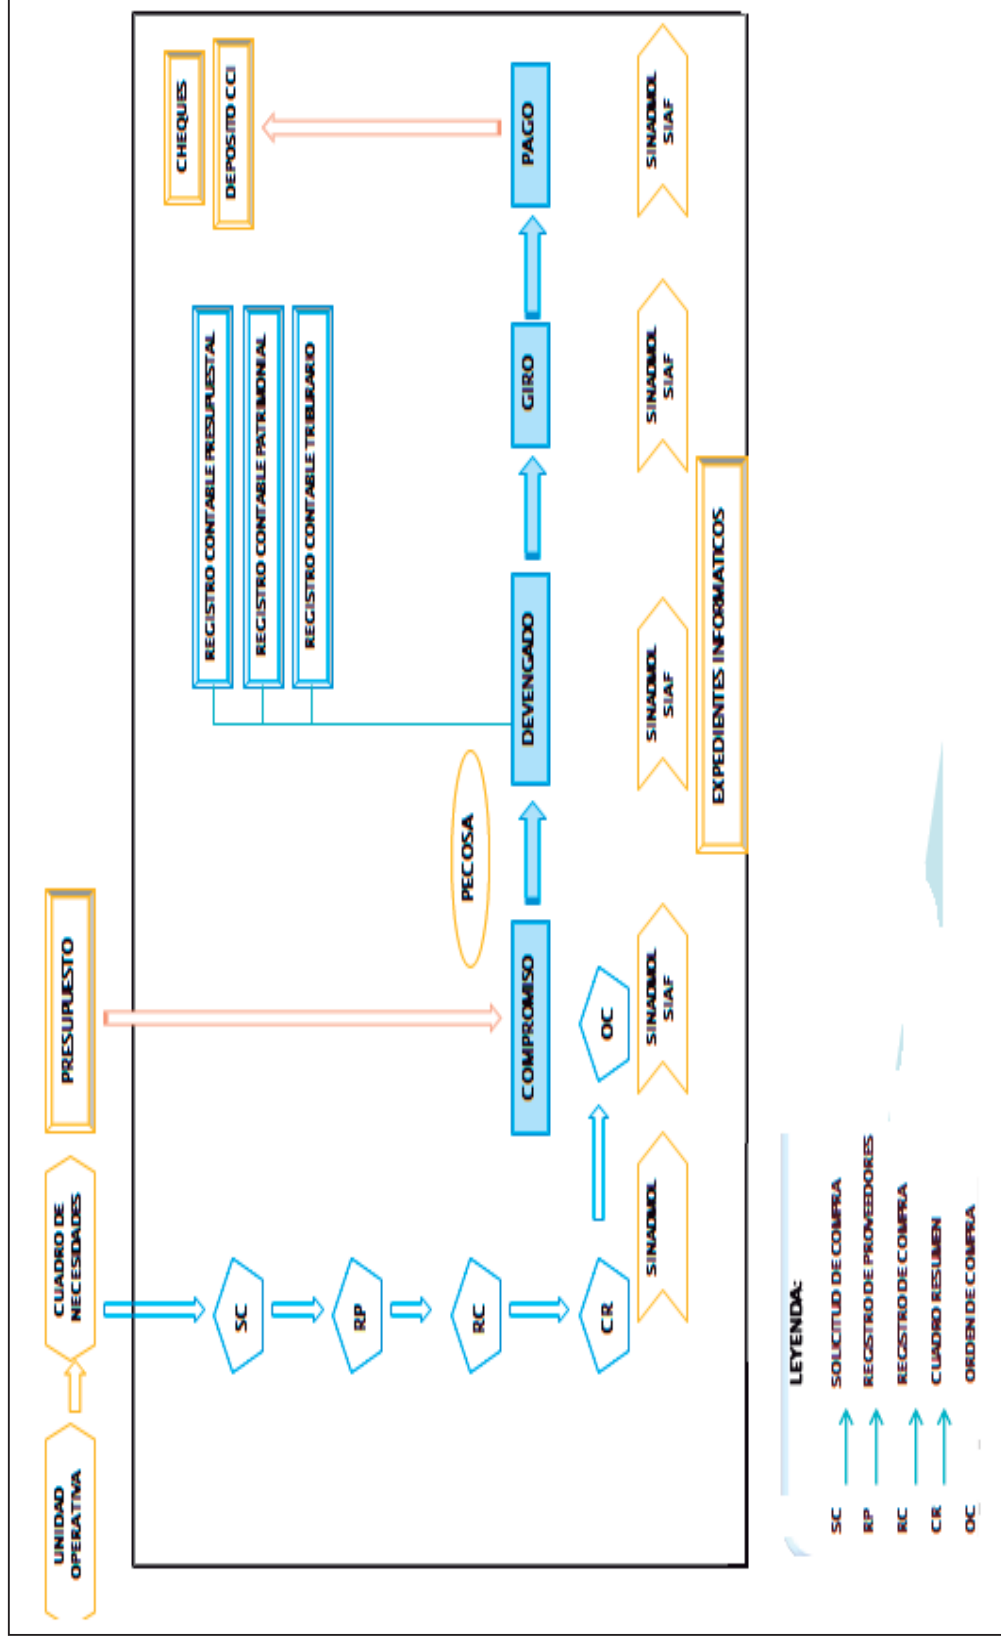 UNIDAD
OPERATIVA
CUADRO DE
NECESIDADES
PRESUPUESTO
SC
RP
RC
CR
OC
COMPROMISO
PECOSA
DEVENGADO
GIRO
PAGO
REGISTRO CONTABLE PRESUPUESTAL
REGISTRO CONTABLE PATRIMONIAL
REGISTRO CONTABLE TRIBURARIO
CHEQUES
DEPOSITO CCI
SINADMOL
SINADMOL
SIAF
SINADMOL
SIAF
SINADMOL
SIAF
SINADMOL
SIAF
EXPEDIENTES INFORMATICOS
LEYENDA:
SC SOLICITUD DE COMPRA
RP REGISTRO DE PROVEEDORES
RC REGISTRO DE COMPRA
CR CUADRO RESUMEN
OC ORDEN DE COMPRA